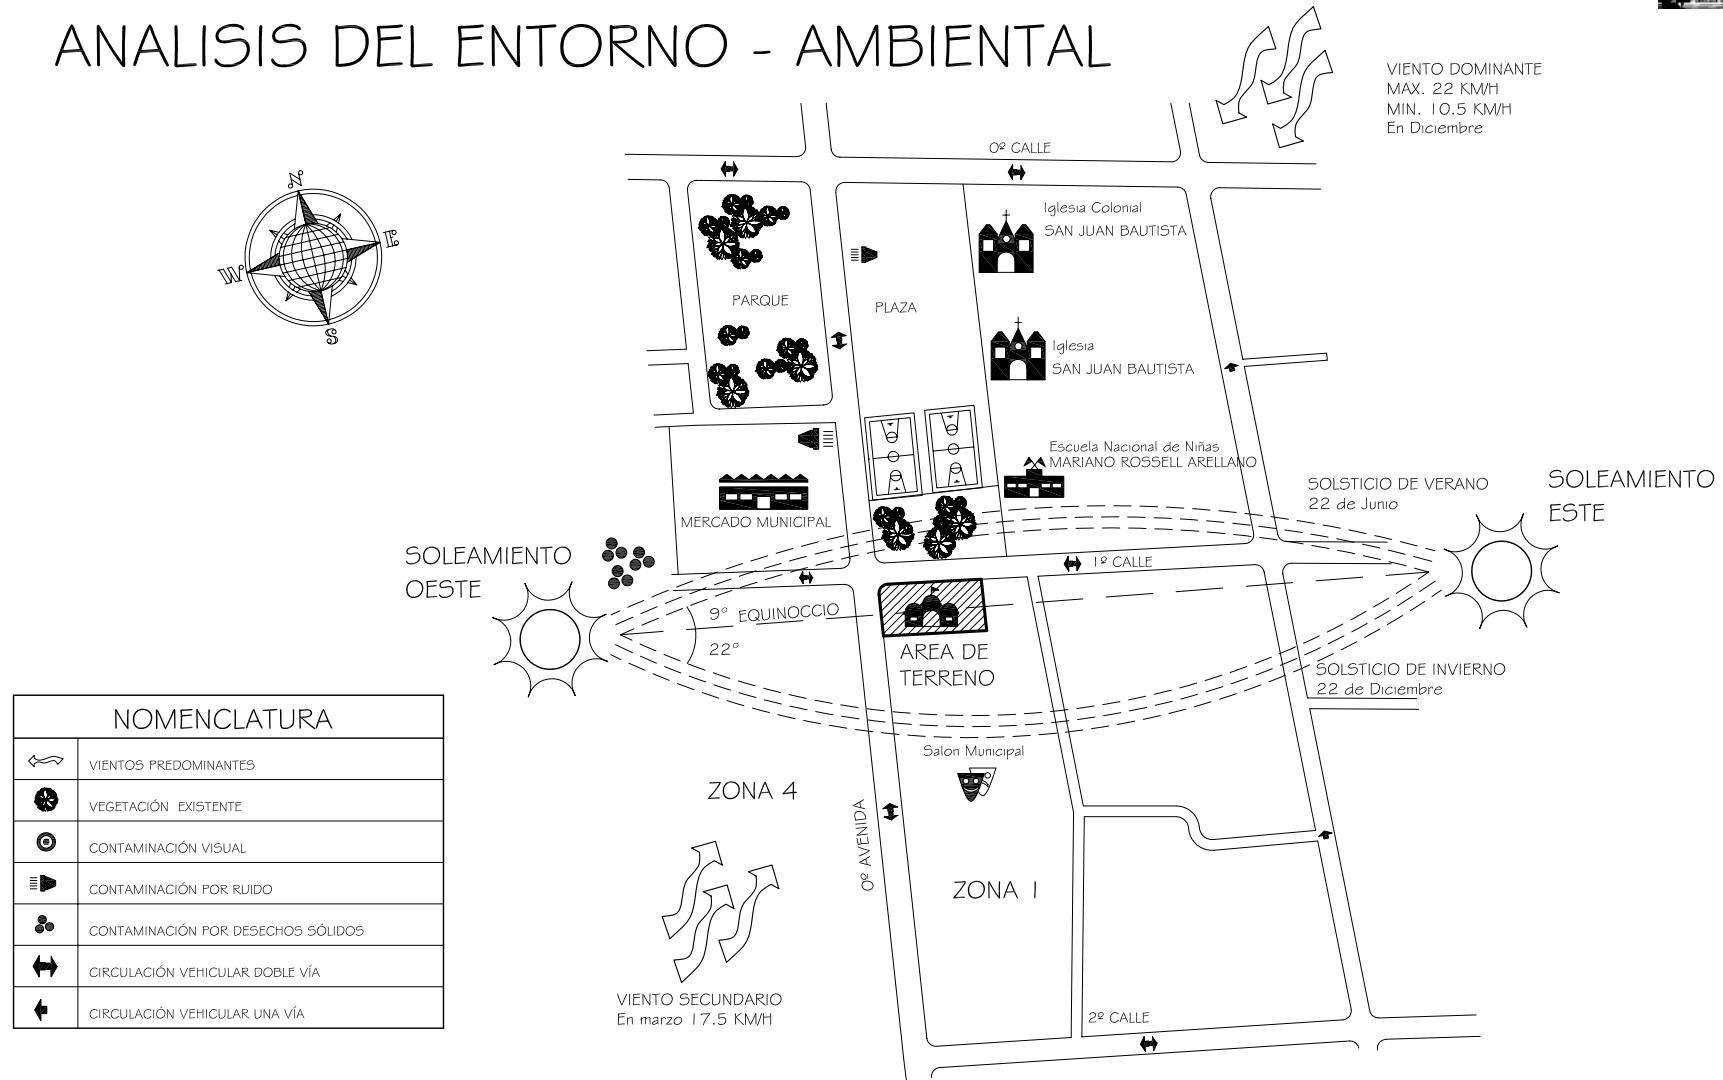 ANALISIS DEL ENTORNO - AMBIENTAL
VIENTO DOMINANTE
MAX. 22 KM/H
MIN. 10.5 KM/H
En Diciembre
0º CALLE
N
E
W
S
Iglesia Colonial
SAN JUAN BAUTISTA
PARQUE
PLAZA
Iglesia
SAN JUAN BAUTISTA
Escuela Nacional de Niñas
MARIANO ROSSELL ARELLANO
MERCADO MUNICIPAL
SOLSTICIO DE VERANO
22 de Junio
SOLEAMIENTO
ESTE
SOLEAMIENTO
OESTE
1º CALLE
9° EQUINOCCIO
22°
AREA DE
TERRENO
SOLSTICIO DE INVIERNO
22 de Diciembre
Salon Municipal
ZONA 4
0º AVENIDA
ZONA 1
VIENTO SECUNDARIO
En marzo 17.5 KM/H
2º CALLE
NOMENCLATURA
VIENTOS PREDOMINANTES
VEGETACIÓN EXISTENTE
CONTAMINACIÓN VISUAL
CONTAMINACIÓN POR RUIDO
CONTAMINACIÓN POR DESECHOS SÓLIDOS
CIRCULACIÓN VEHICULAR DOBLE VÍA
CIRCULACIÓN VEHICULAR UNA VÍA